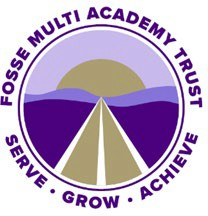 FOSSE MULTI ACADEMY TRUST
SERVE · GROW · ACHIEVE